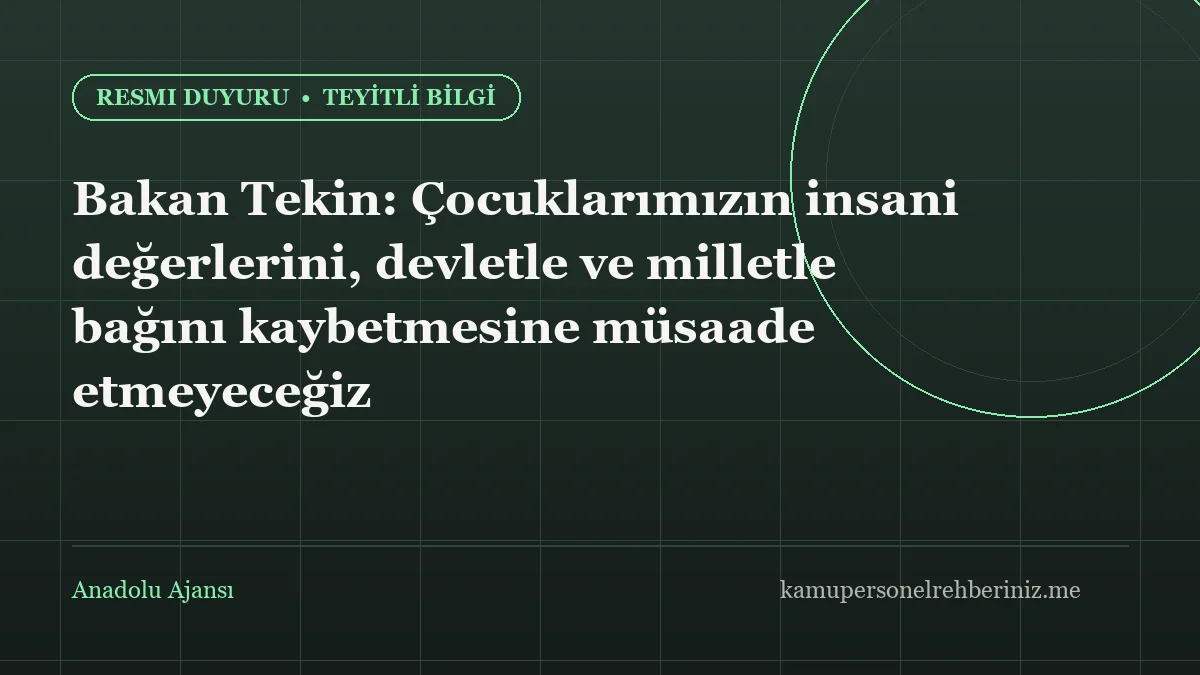 RESMI DUYURU • TEYİTLİ BİLGİ
Bakan Tekin: Çocuklarımızın insani
değerlerini, devletle ve milletle
bağını kaybetmesine müsaade
etmeyeceğiz
Anadolu Ajansı
kamupersonelrehberiniz.me